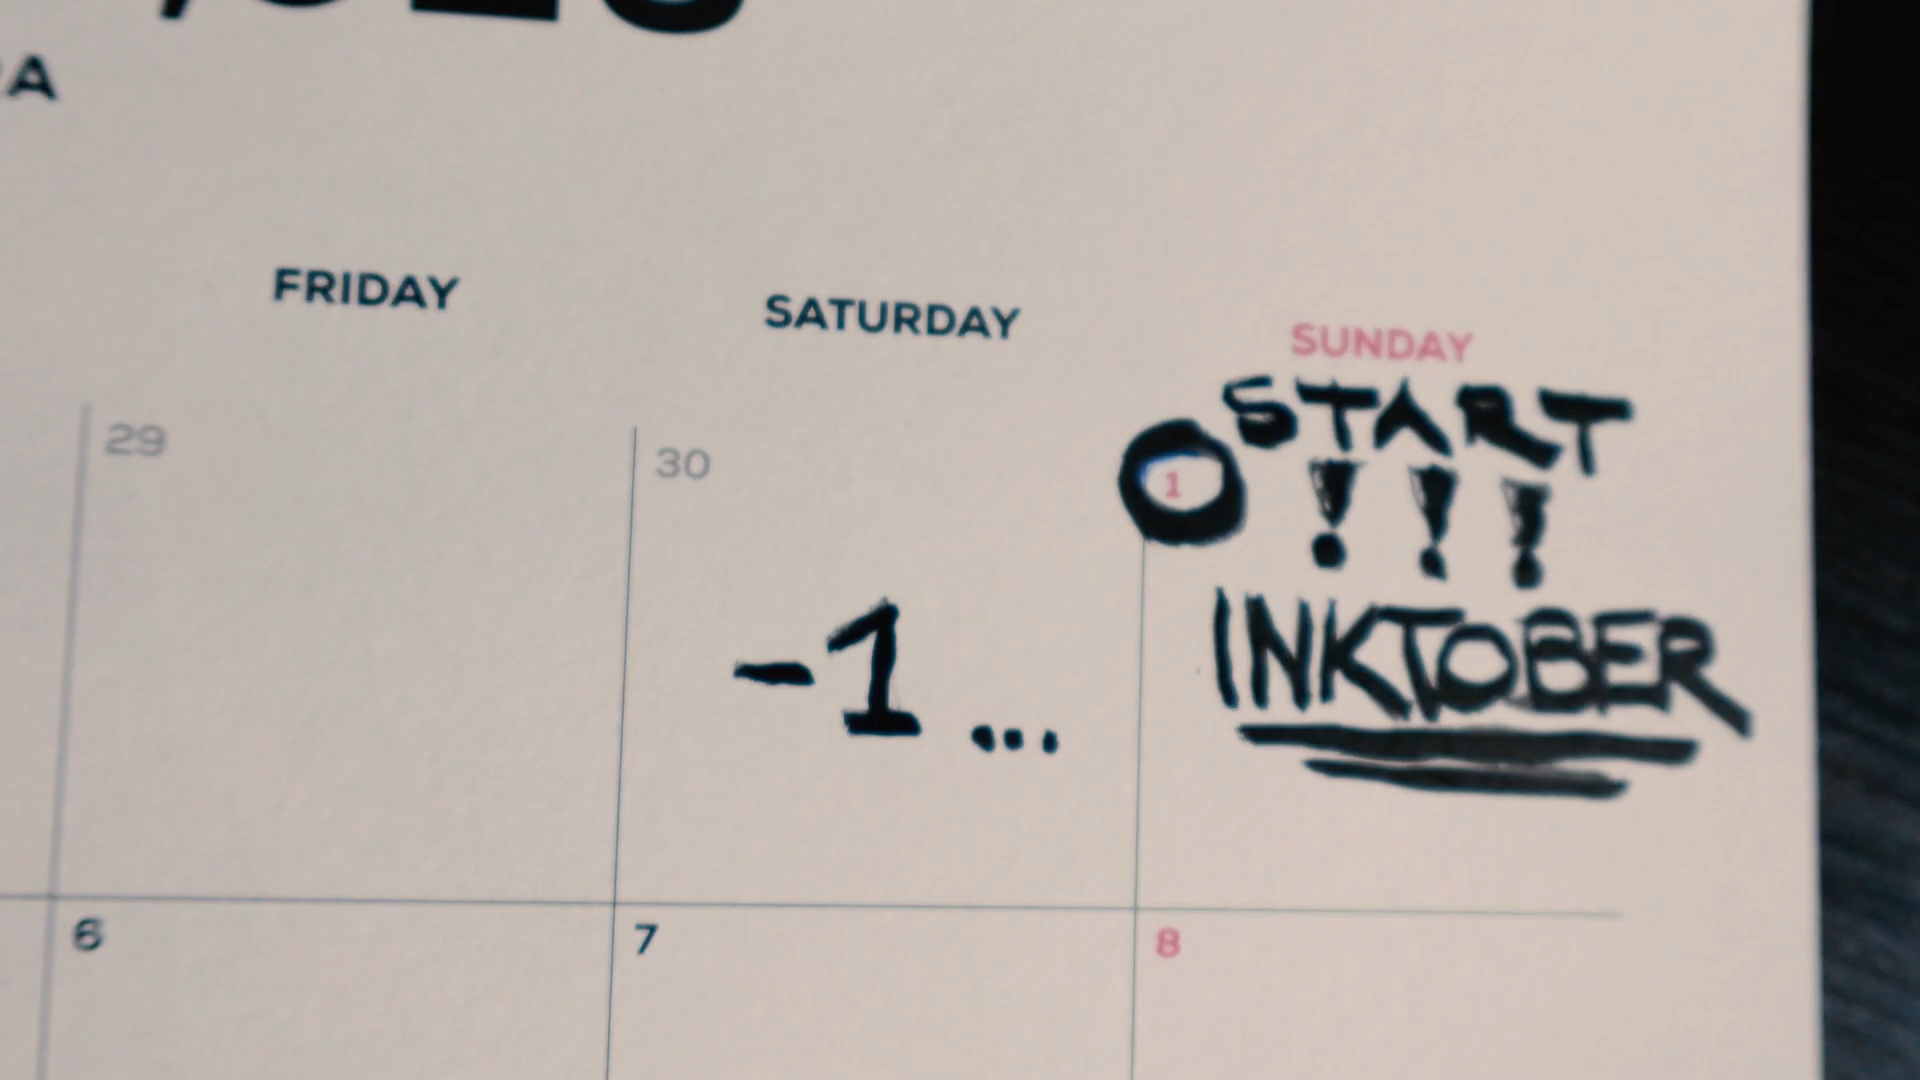 FRIDAY SATURDAY SUNDAY
29 30 1 START
!!!
-1 ... INKTOBER
6 7 8